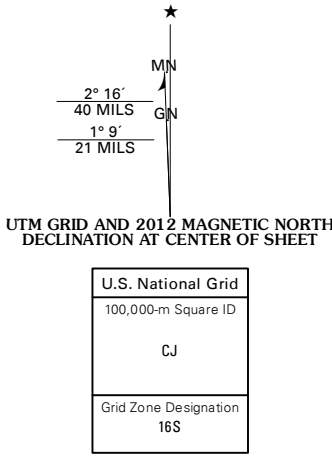 ★
MN
2° 16´
40 MILS
GN
1° 9´
21 MILS
UTM GRID AND 2012 MAGNETIC NORTH
DECLINATION AT CENTER OF SHEET
U.S. National Grid
100,000-m Square ID
CJ
Grid Zone Designation
16S